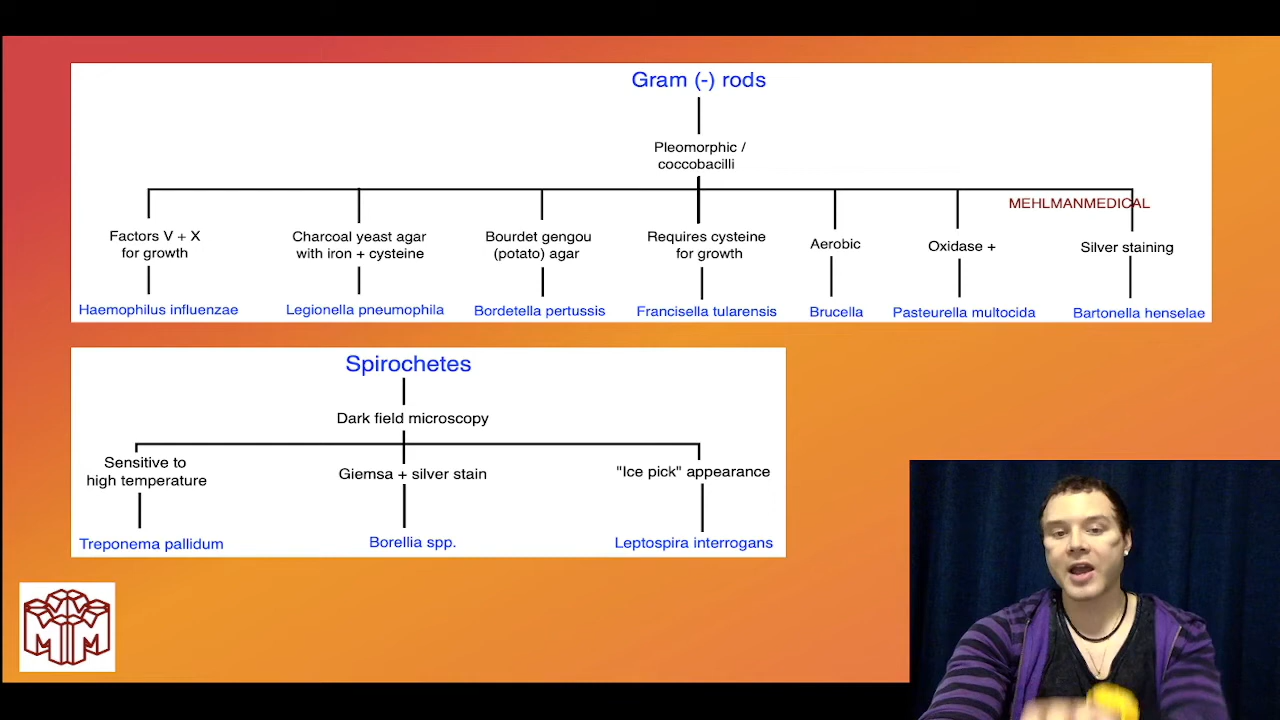 Gram (-) rods
Pleomorphic /
coccobacilli
MEHLMANMEDICAL
Factors V + X
for growth
Charcoal yeast agar
with iron + cysteine
Bourdet gengou
(potato) agar
Requires cysteine
for growth
Aerobic
Oxidase +
Silver staining
Haemophilus influenzae
Legionella pneumophila
Bordetella pertussis
Francisella tularensis
Brucella
Pasteurella multocida
Bartonella henselae
Spirochetes
Dark field microscopy
Sensitive to
high temperature
Giemsa + silver stain
"Ice pick" appearance
Treponema pallidum
Borellia spp.
Leptospira interrogans
MM